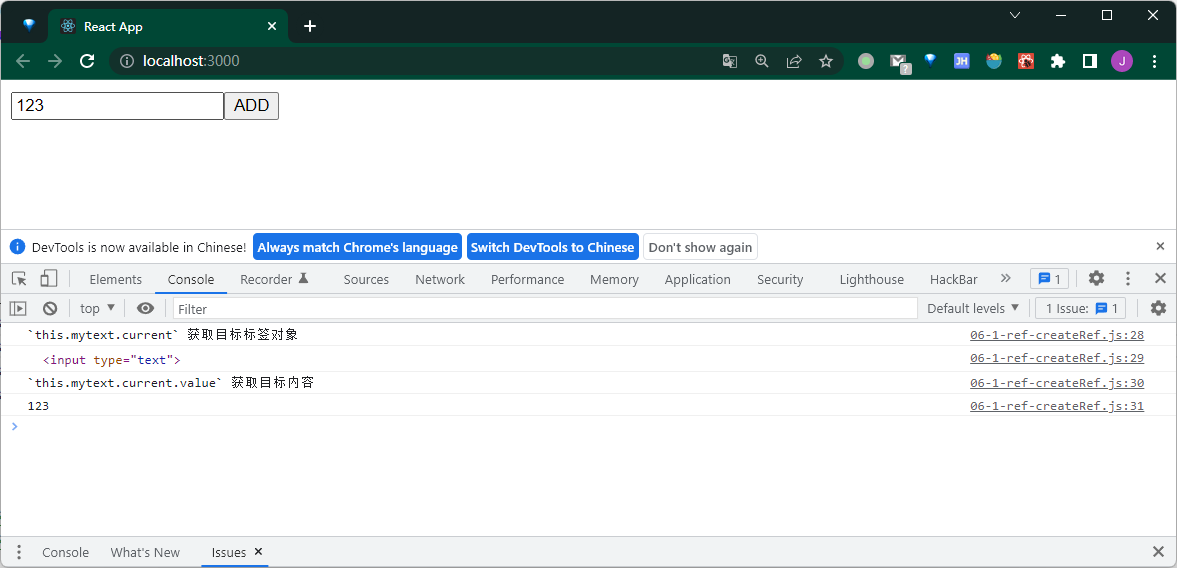 React App
localhost:3000
JH
?
J
123 ADD
DevTools is now available in Chinese! Always match Chrome's language Switch DevTools to Chinese Don't show again
Elements Console Recorder Sources Network Performance Memory Application Security Lighthouse HackBar » 1
top Filter Default levels 1 Issue: 1
`this.mytext.current` 获取目标标签对象 06-1-ref-createRef.js:28
<input type="text"> 06-1-ref-createRef.js:29
`this.mytext.current.value` 获取目标内容 06-1-ref-createRef.js:30
123 06-1-ref-createRef.js:31
>
Console What's New Issues